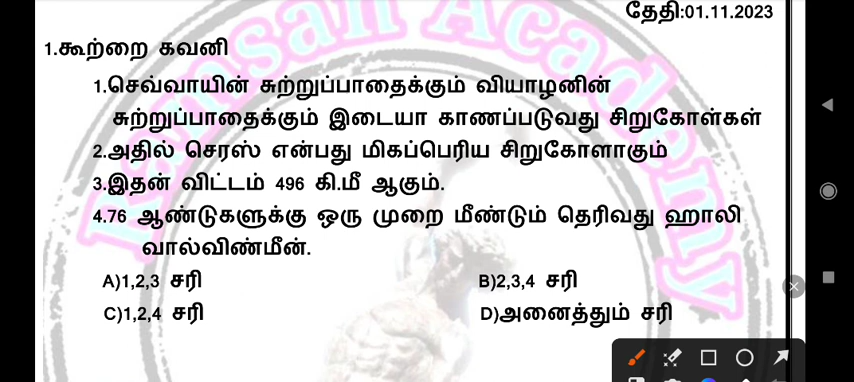 தேதி:01.11.2023
1.கூற்றை கவனி
1.செவ்வாயின் சுற்றுப்பாதைக்கும் வியாழனின்
சுற்றுப்பாதைக்கும் இடையா காணப்படுவது சிறுகோள்கள்
2.அதில் செரஸ் என்பது மிகப்பெரிய சிறுகோளாகும்
3.இதன் விட்டம் 496 கி.மீ ஆகும்.
4.76 ஆண்டுகளுக்கு ஒரு முறை மீண்டும் தெரிவது ஹாலி
வால்விண்மீன்.
A)1,2,3 சரி B)2,3,4 சரி
C)1,2,4 சரி D)அனைத்தும் சரி
Ramsan Academy